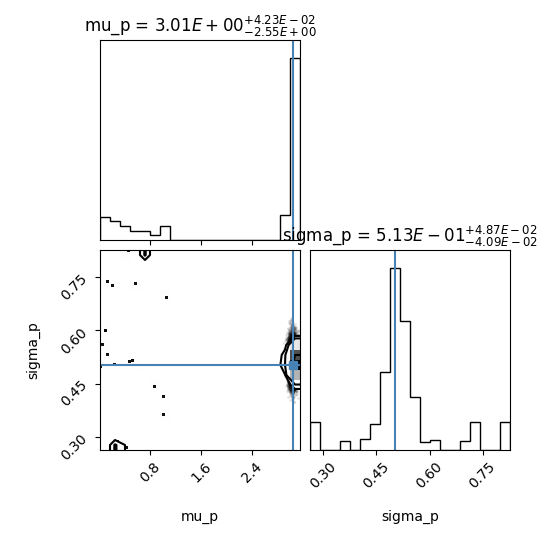 mu_p = 3.01E + 00 +4.23E − 02 −2.55E + 00
sigma_p = 5.13E − 01 +4.87E − 02 −4.09E − 02
0.75
0.60
0.45
0.30
sigma_p
0.8 1.6 2.4
0.30 0.45 0.60 0.75
mu_p
sigma_p